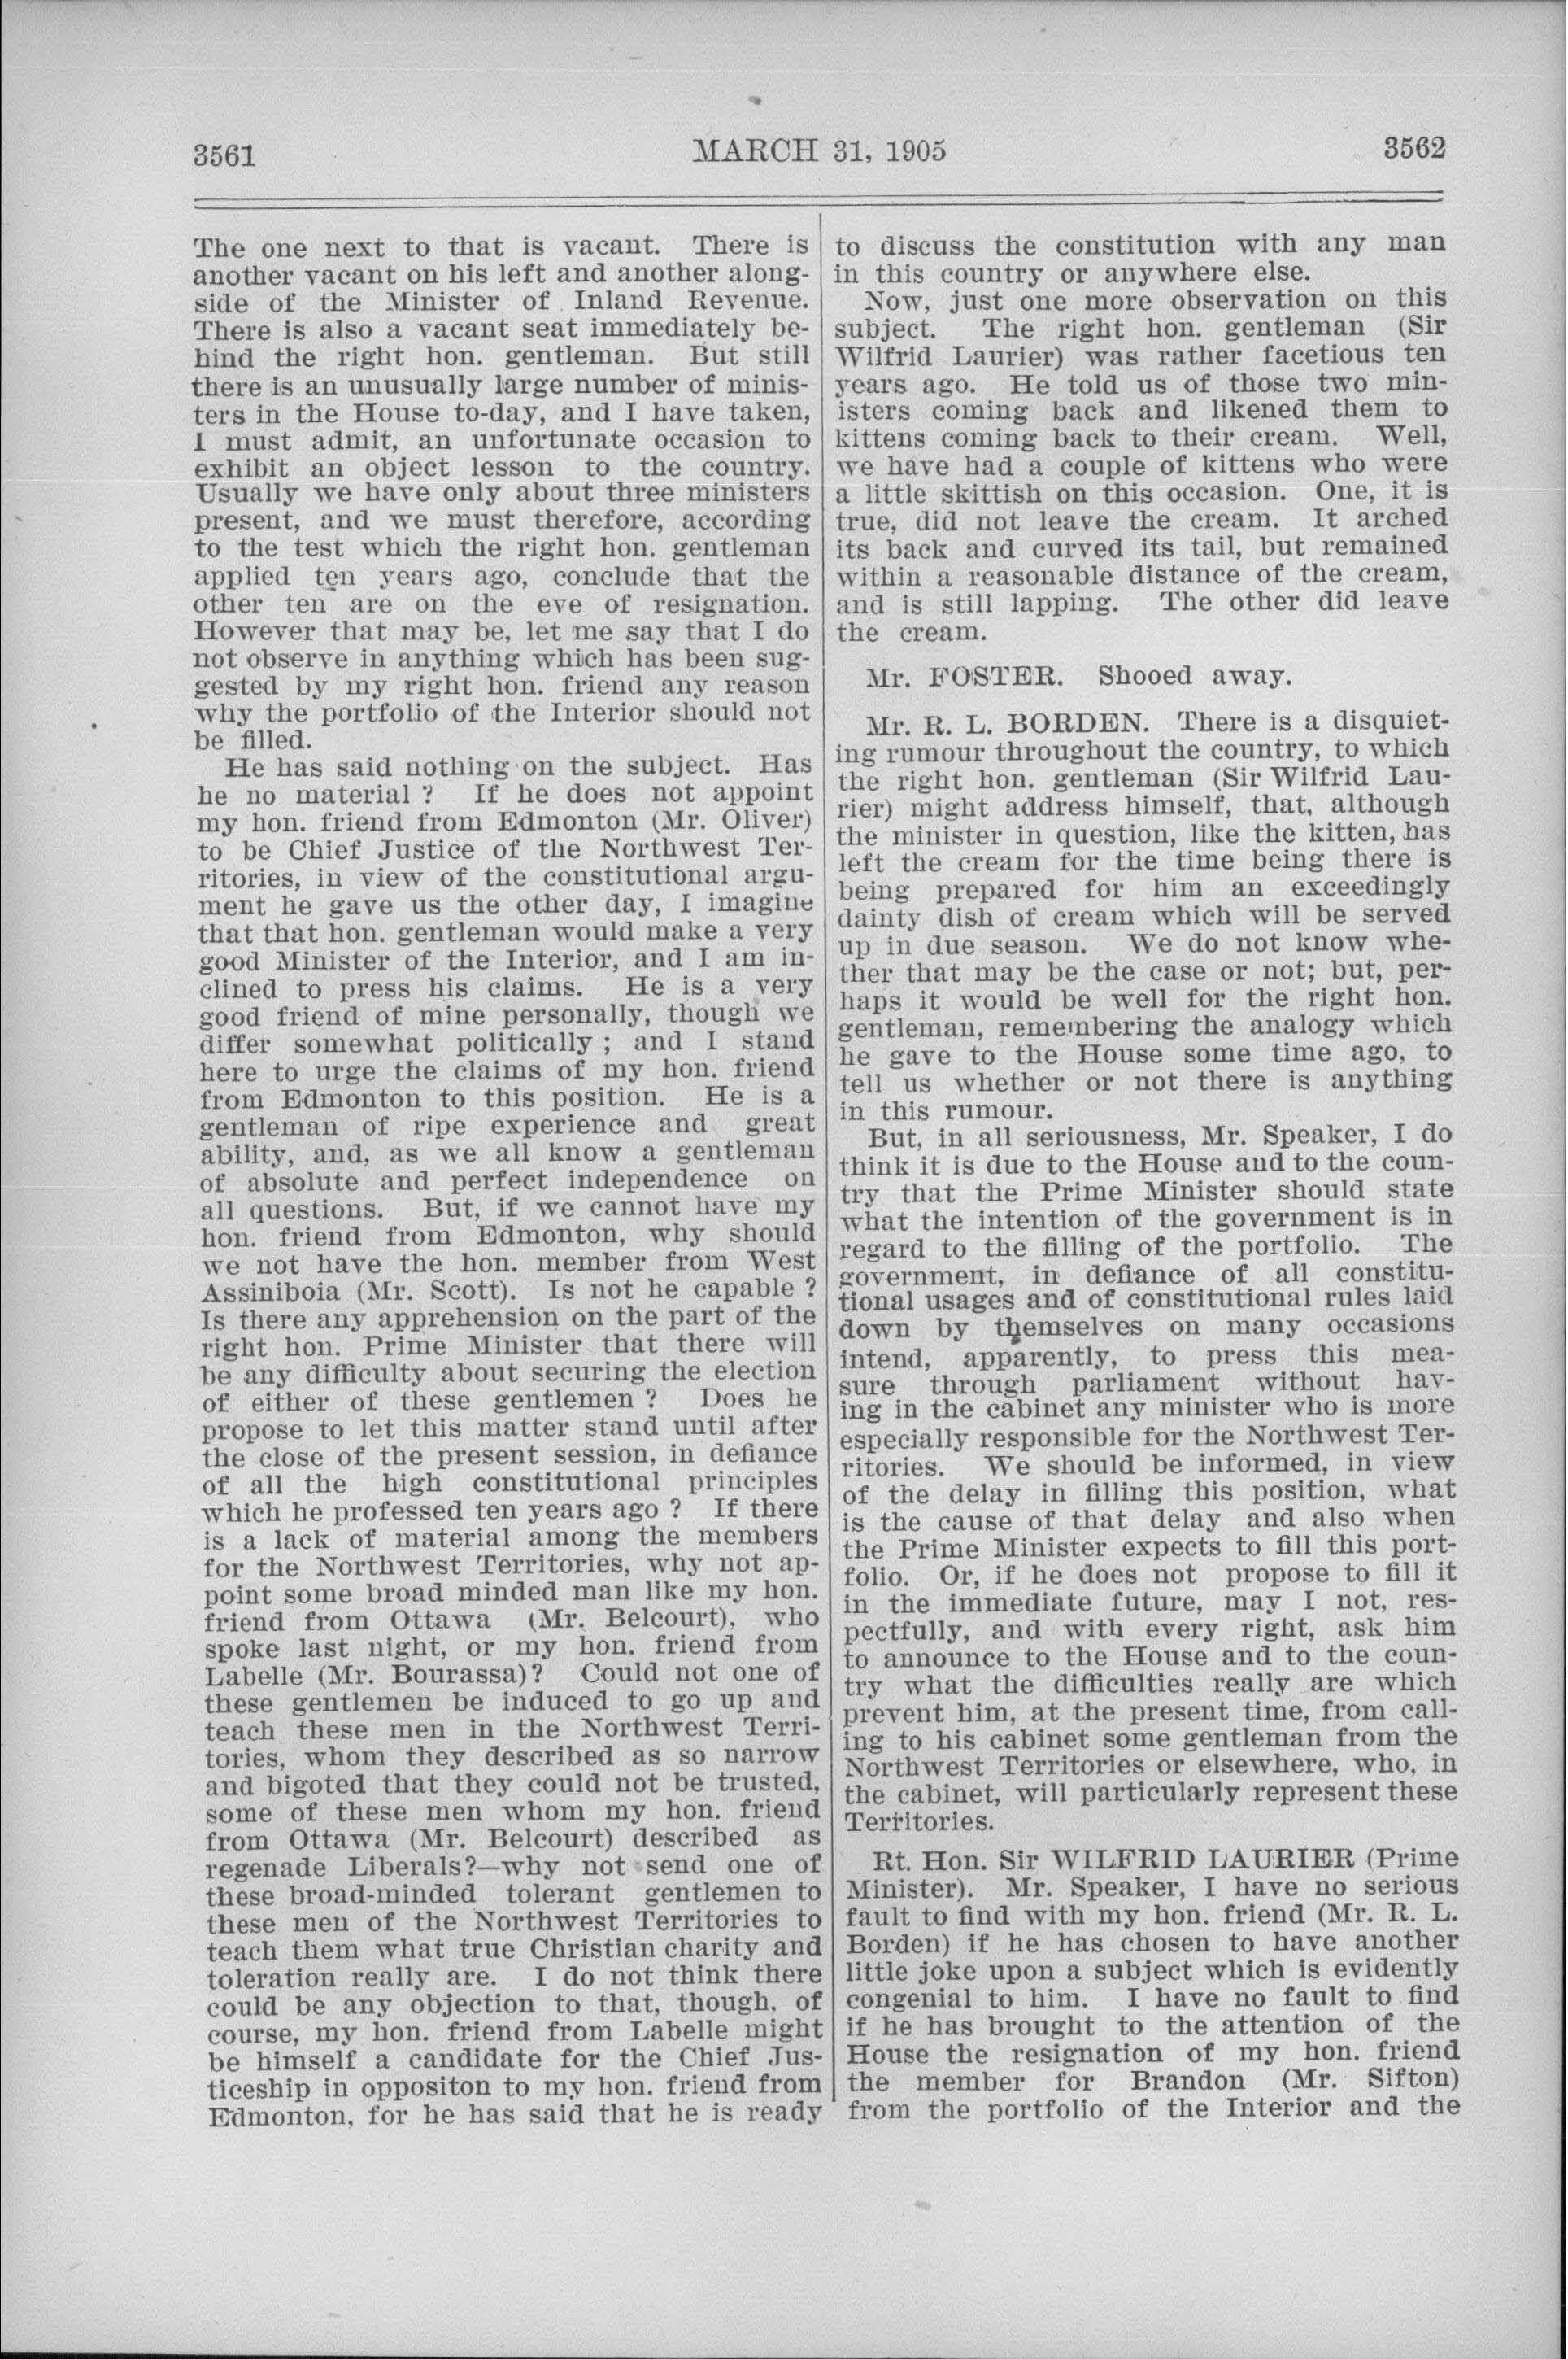 3561
MARCH 31, 1905
3562
The one next to that is vacant. There is
another vacant on his left and another along-
side of the Minister of Inland Revenue.
There is also a vacant seat immediately be-
hind the right hon. gentleman. But still
there is an unusually large number of minis-
ters in the House to-day, and I have taken,
I must admit, an unfortunate occasion to
exhibit an object lesson to the country.
Usually we have only about three ministers
present, and we must therefore, according
to the test which the right hon. gentleman
applied ten years ago, conclude that the
other ten are on the eve of resignation.
However that may be, let me say that I do
not observe in anything which has been sug-
gested by my right hon. friend any reason
why the portfolio of the Interior should not
be filled.
He has said nothing on the subject. Has
he no material ? If he does not appoint
my hon. friend from Edmonton (Mr. Oliver)
to be Chief Justice of the Northwest Ter-
ritories, in view of the constitutional argu-
ment he gave us the other day, I imagine
that that hon. gentleman would make a very
good Minister of the Interior, and I am in-
clined to press his claims. He is a very
good friend of mine personally, though we
differ somewhat politically ; and I stand
here to urge the claims of my hon. friend
from Edmonton to this position. He is a
gentleman of ripe experience and great
ability, and, as we all know a gentleman
of absolute and perfect independence on
all questions. But, if we cannot have my
hon. friend from Edmonton, why should
we not have the hon. member from West
Assiniboia (Mr. Scott). Is not he capable ?
Is there any apprehension on the part of the
right hon. Prime Minister that there will
be any difficulty about securing the election
of either of these gentlemen ? Does he
propose to let this matter stand until after
the close of the present session, in defiance
of all the high constitutional principles
which he professed ten years ago ? If there
is a lack of material among the members
for the Northwest Territories, why not ap-
point some broad minded man like my hon.
friend from Ottawa (Mr. Belcourt), who
spoke last night, or my hon. friend from
Labelle (Mr. Bourassa)? Could not one of
these gentlemen be induced to go up and
teach these men in the Northwest Terri-
tories, whom they described as so narrow
and bigoted that they could not be trusted,
some of these men whom my hon. friend
from Ottawa (Mr. Belcourt) described as
regenade Liberals?—why not send one of
these broad-minded tolerant gentlemen to
these men of the Northwest Territories to
teach them what true Christian charity and
toleration really are. I do not think there
could be any objection to that, though, of
course, my hon. friend from Labelle might
be himself a candidate for the Chief Jus-
ticeship in oppositon to my hon. friend from
Edmonton, for he has said that he is ready
to discuss the constitution with any man
in this country or anywhere else.
Now, just one more observation on this
subject. The right hon. gentleman (Sir
Wilfrid Laurier) was rather facetious ten
years ago. He told us of those two min-
isters coming back and likened them to
kittens coming back to their cream. Well,
we have had a couple of kittens who were
a little skittish on this occasion. One, it is
true, did not leave the cream. It arched
its back and curved its tail, but remained
within a reasonable distance of the cream,
and is still lapping. The other did leave
the cream.
Mr. FOSTER. Shooed away.
Mr. R. L. BORDEN. There is a disquiet-
ing rumour throughout the country, to which
the right hon. gentleman (Sir Wilfrid Lau-
rier) might address himself, that, although
the minister in question, like the kitten, has
left the cream for the time being there is
being prepared for him an exceedingly
dainty dish of cream which will be served
up in due season. We do not know whe-
ther that may be the case or not; but, per-
haps it would be well for the right hon.
gentleman, remembering the analogy which
he gave to the House some time ago, to
tell us whether or not there is anything
in this rumour.
But, in all seriousness, Mr. Speaker, I do
think it is due to the House and to the coun-
try that the Prime Minister should state
what the intention of the government is in
regard to the filling of the portfolio. The
government, in defiance of all constitu-
tional usages and of constitutional rules laid
down by themselves on many occasions
intend, apparently, to press this mea-
sure through parliament without hav-
ing in the cabinet any minister who is more
especially responsible for the Northwest Ter-
ritories. We should be informed, in view
of the delay in filling this position, what
is the cause of that delay and also when
the Prime Minister expects to fill this port-
folio. Or, if he does not propose to fill it
in the immediate future, may I not, res-
pectfully, and with every right, ask him
to announce to the House and to the coun-
try what the difficulties really are which
prevent him, at the present time, from call-
ing to his cabinet some gentleman from the
Northwest Territories or elsewhere, who, in
the cabinet, will particularly represent these
Territories.
Rt. Hon. Sir WILFRID LAURIER (Prime
Minister). Mr. Speaker, I have no serious
fault to find with my hon. friend (Mr. R. L.
Borden) if he has chosen to have another
little joke upon a subject which is evidently
congenial to him. I have no fault to find
if he has brought to the attention of the
House the resignation of my hon. friend
the member for Brandon (Mr. Sifton)
from the portfolio of the Interior and the